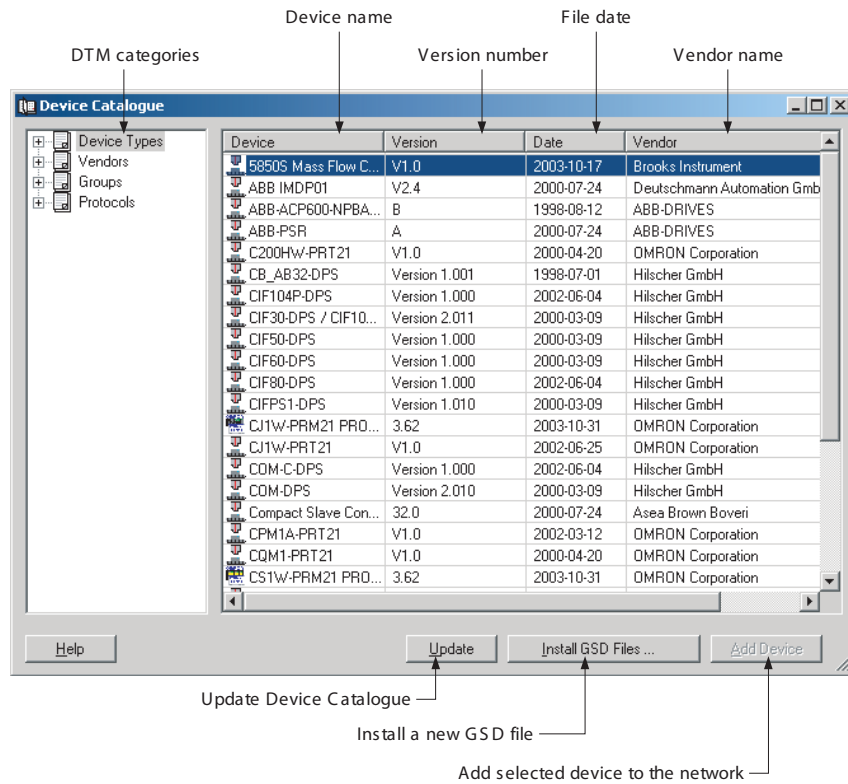 Device name File date
DTM categories Version number Vendor name
Device Catalogue
Device Types
Vendors
Groups
Protocols
Device Version Date Vendor
5850S Mass Flow C... V1.0 2003-10-17 Brooks Instrument
ABB IMDP01 V2.4 2000-07-24 Deutschmann Automation Gmb
ABB-ACP600-NPBA... B 1998-08-12 ABB-DRIVES
ABB-PSR A 2000-07-24 ABB-DRIVES
C200HW-PRT21 V1.0 2000-04-20 OMRON Corporation
CB_AB32-DPS Version 1.001 1998-07-01 Hilscher GmbH
CIF104P-DPS Version 1.000 2002-06-04 Hilscher GmbH
CIF30-DPS / CIF10... Version 2.011 2000-03-09 Hilscher GmbH
CIF50-DPS Version 1.000 2000-03-09 Hilscher GmbH
CIF60-DPS Version 1.000 2000-03-09 Hilscher GmbH
CIF80-DPS Version 1.000 2002-06-04 Hilscher GmbH
CIFPS1-DPS Version 1.010 2000-03-09 Hilscher GmbH
CJ1W-PRM21 PRO... 3.62 2003-10-31 OMRON Corporation
CJ1W-PRT21 V1.0 2002-06-25 OMRON Corporation
COM-C-DPS Version 1.000 2002-06-04 Hilscher GmbH
COM-DPS Version 2.010 2000-03-09 Hilscher GmbH
Compact Slave Con... 32.0 2000-07-24 Asea Brown Boveri
CPM1A-PRT21 V1.0 2002-03-12 OMRON Corporation
CQM1-PRT21 V1.0 2000-04-20 OMRON Corporation
CS1W-PRM21 PRO... 3.62 2003-10-31 OMRON Corporation
Help Update Install GSD Files ... Add Device
Update Device Catalogue
Install a new GSD file
Add selected device to the network